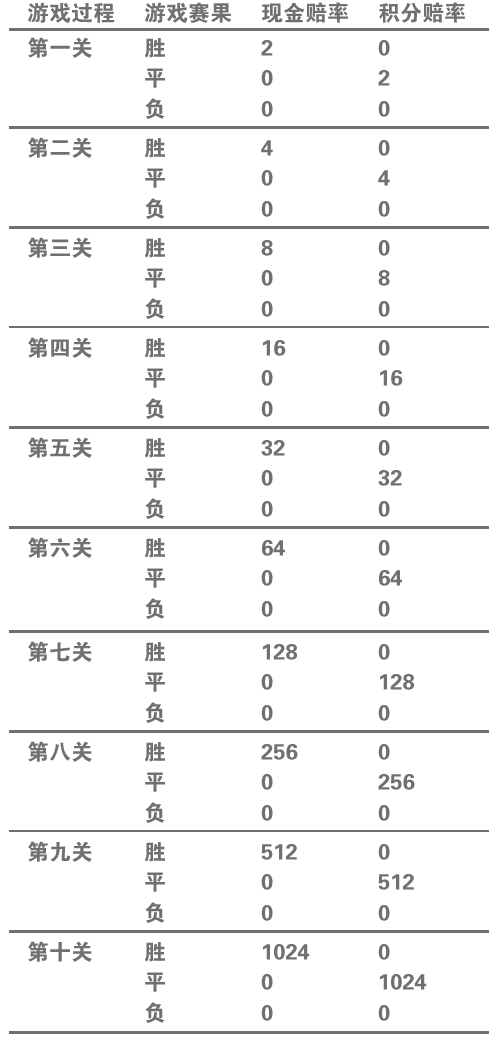 游戏过程 游戏赛果 现金赔率 积分赔率
第一关 胜 2 0
平 0 2
负 0 0
第二关 胜 4 0
平 0 4
负 0 0
第三关 胜 8 0
平 0 8
负 0 0
第四关 胜 16 0
平 0 16
负 0 0
第五关 胜 32 0
平 0 32
负 0 0
第六关 胜 64 0
平 0 64
负 0 0
第七关 胜 128 0
平 0 128
负 0 0
第八关 胜 256 0
平 0 256
负 0 0
第九关 胜 512 0
平 0 512
负 0 0
第十关 胜 1024 0
平 0 1024
负 0 0